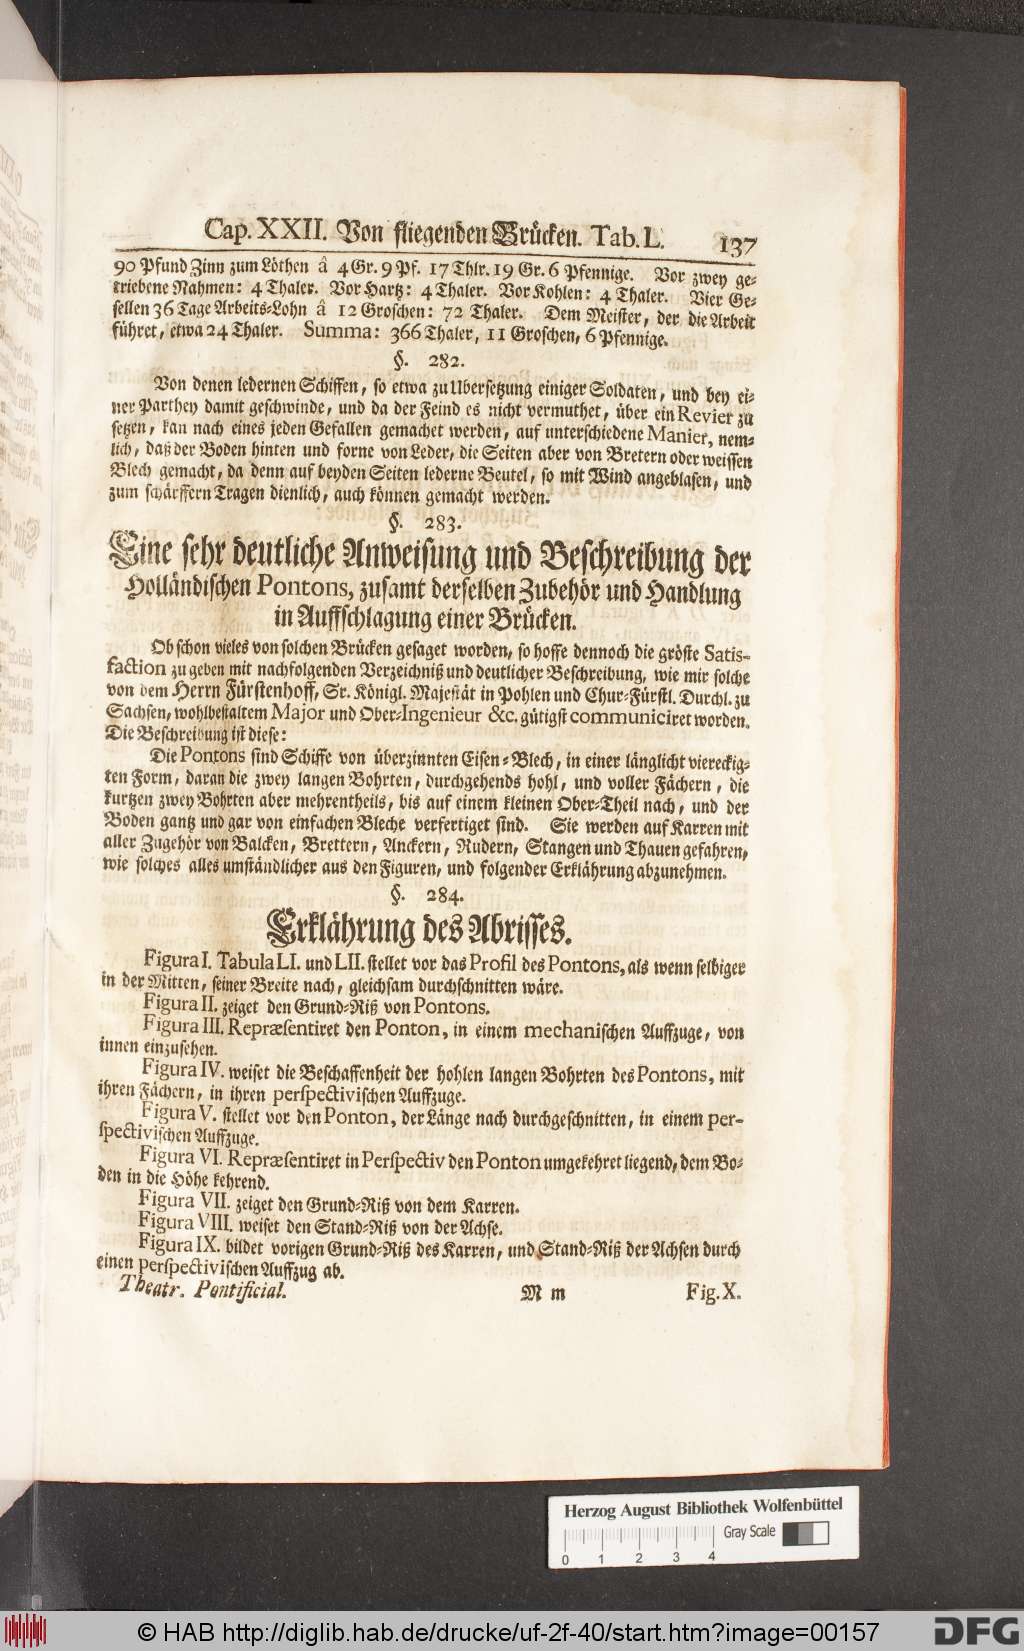 Cap. XXII. Von fliegenden Brücken. Tab. L. 137
90 Pfund Zinn zum Löthen â 4 Gr. 9 Pf. 17 Thlr. 19 Gr. 6 Pfennige. Vor zwey ge-
triebene Rahmen: 4 Thaler. Vor Hartz: 4 Thaler. Vor Kohlen: 4 Thaler. Vier Ge-
sellen 36 Tage Arbeits-Lohn â 12 Groschen: 72 Thaler. Dem Meister, der die Arbeit
führet, etwa 24 Thaler. Summa: 366 Thaler, 11 Groschen, 6 Pfennige.
§. 282.
Von denen ledernen Schiffen, so etwa zu Ubersetzung einiger Soldaten, und bey ei-
ner Parthey damit geschwinde, und da der Feind es nicht vermuthet, über ein Revier zu
setzen, kan nach eines jeden Gefallen gemachet werden, auf unterschiedene Manier, nem-
lich, daß der Boden hinten und forne von Leder, die Seiten aber von Bretern oder weissen
Blech gemacht, da denn auf beyden Seiten lederne Beutel, so mit Wind angeblasen, und
zum schärffern Tragen dienlich, auch können gemacht werden.
§. 283.
Eine sehr deutliche Anweisung und Beschreibung der
Holländischen Pontons, zusamt derselben Zubehör und Handlung
in Auffschlagung einer Brücken.
Ob schon vieles von solchen Brücken gesaget worden, so hoffe dennoch die gröste Satis-
faction zu geben mit nachfolgenden Verzeichniß und deutlicher Beschreibung, wie mir solche
von dem Herrn Fürstenhoff, Sr. Königl. Majestät in Pohlen und Chur-Fürstl. Durchl. zu
Sachsen, wohlbestaltem Major und Ober-Ingenieur &c. gütigst communiciret worden.
Die Beschreibung ist diese:
Die Pontons sind Schiffe von überzinnten Eisen-Blech, in einer länglicht viereckig-
ten Form, daran die zwey langen Bohrten, durchgehends hohl, und voller Fächern, die
kurtzen zwey Bohrten aber mehrentheils, bis auf einem kleinen Ober-Theil nach, und der
Boden gantz und gar von einfachen Bleche verfertiget sind. Sie werden auf Karren mit
aller Zugehör von Balcken, Brettern, Anckern, Rudern, Stangen und Thauen gefahren,
wie solches alles umständlicher aus den Figuren, und folgender Erklährung abzunehmen.
§. 284.
Erklährung des Abrisses.
Figura I. Tabula LI. und LII. stellet vor das Profil des Pontons, als wenn selbiger
in der Mitten, seiner Breite nach, gleichsam durchschnitten wäre.
Figura II. zeiget den Grund-Riß von Pontons.
Figura III. Repræsentiret den Ponton, in einem mechanischen Auffzuge, von
innen einzusehen.
Figura IV. weiset die Beschaffenheit der hohlen langen Bohrten des Pontons, mit
ihren Fächern, in ihren perspectivischen Auffzuge.
Figura V. stellet vor den Ponton, der Länge nach durchgeschnitten, in einem per-
spectivischen Auffzuge.
Figura VI. Repræsentiret in Perspectiv den Ponton umgekehret liegend, dem Bo-
den in die Höhe kehrend.
Figura VII. zeiget den Grund-Riß von dem Karren.
Figura VIII. weiset den Stand-Riß von der Achse.
Figura IX. bildet vorigen Grund-Riß des Karren, und Stand-Riß der Achsen durch
einen perspectivischen Auffzug ab.
Theatr. Pontificial. M m Fig. X.
Herzog August Bibliothek Wolfenbüttel
Gray Scale
0 1 2 3 4
© HAB http://diglib.hab.de/drucke/uf-2f-40/start.htm?image=00157
DFG